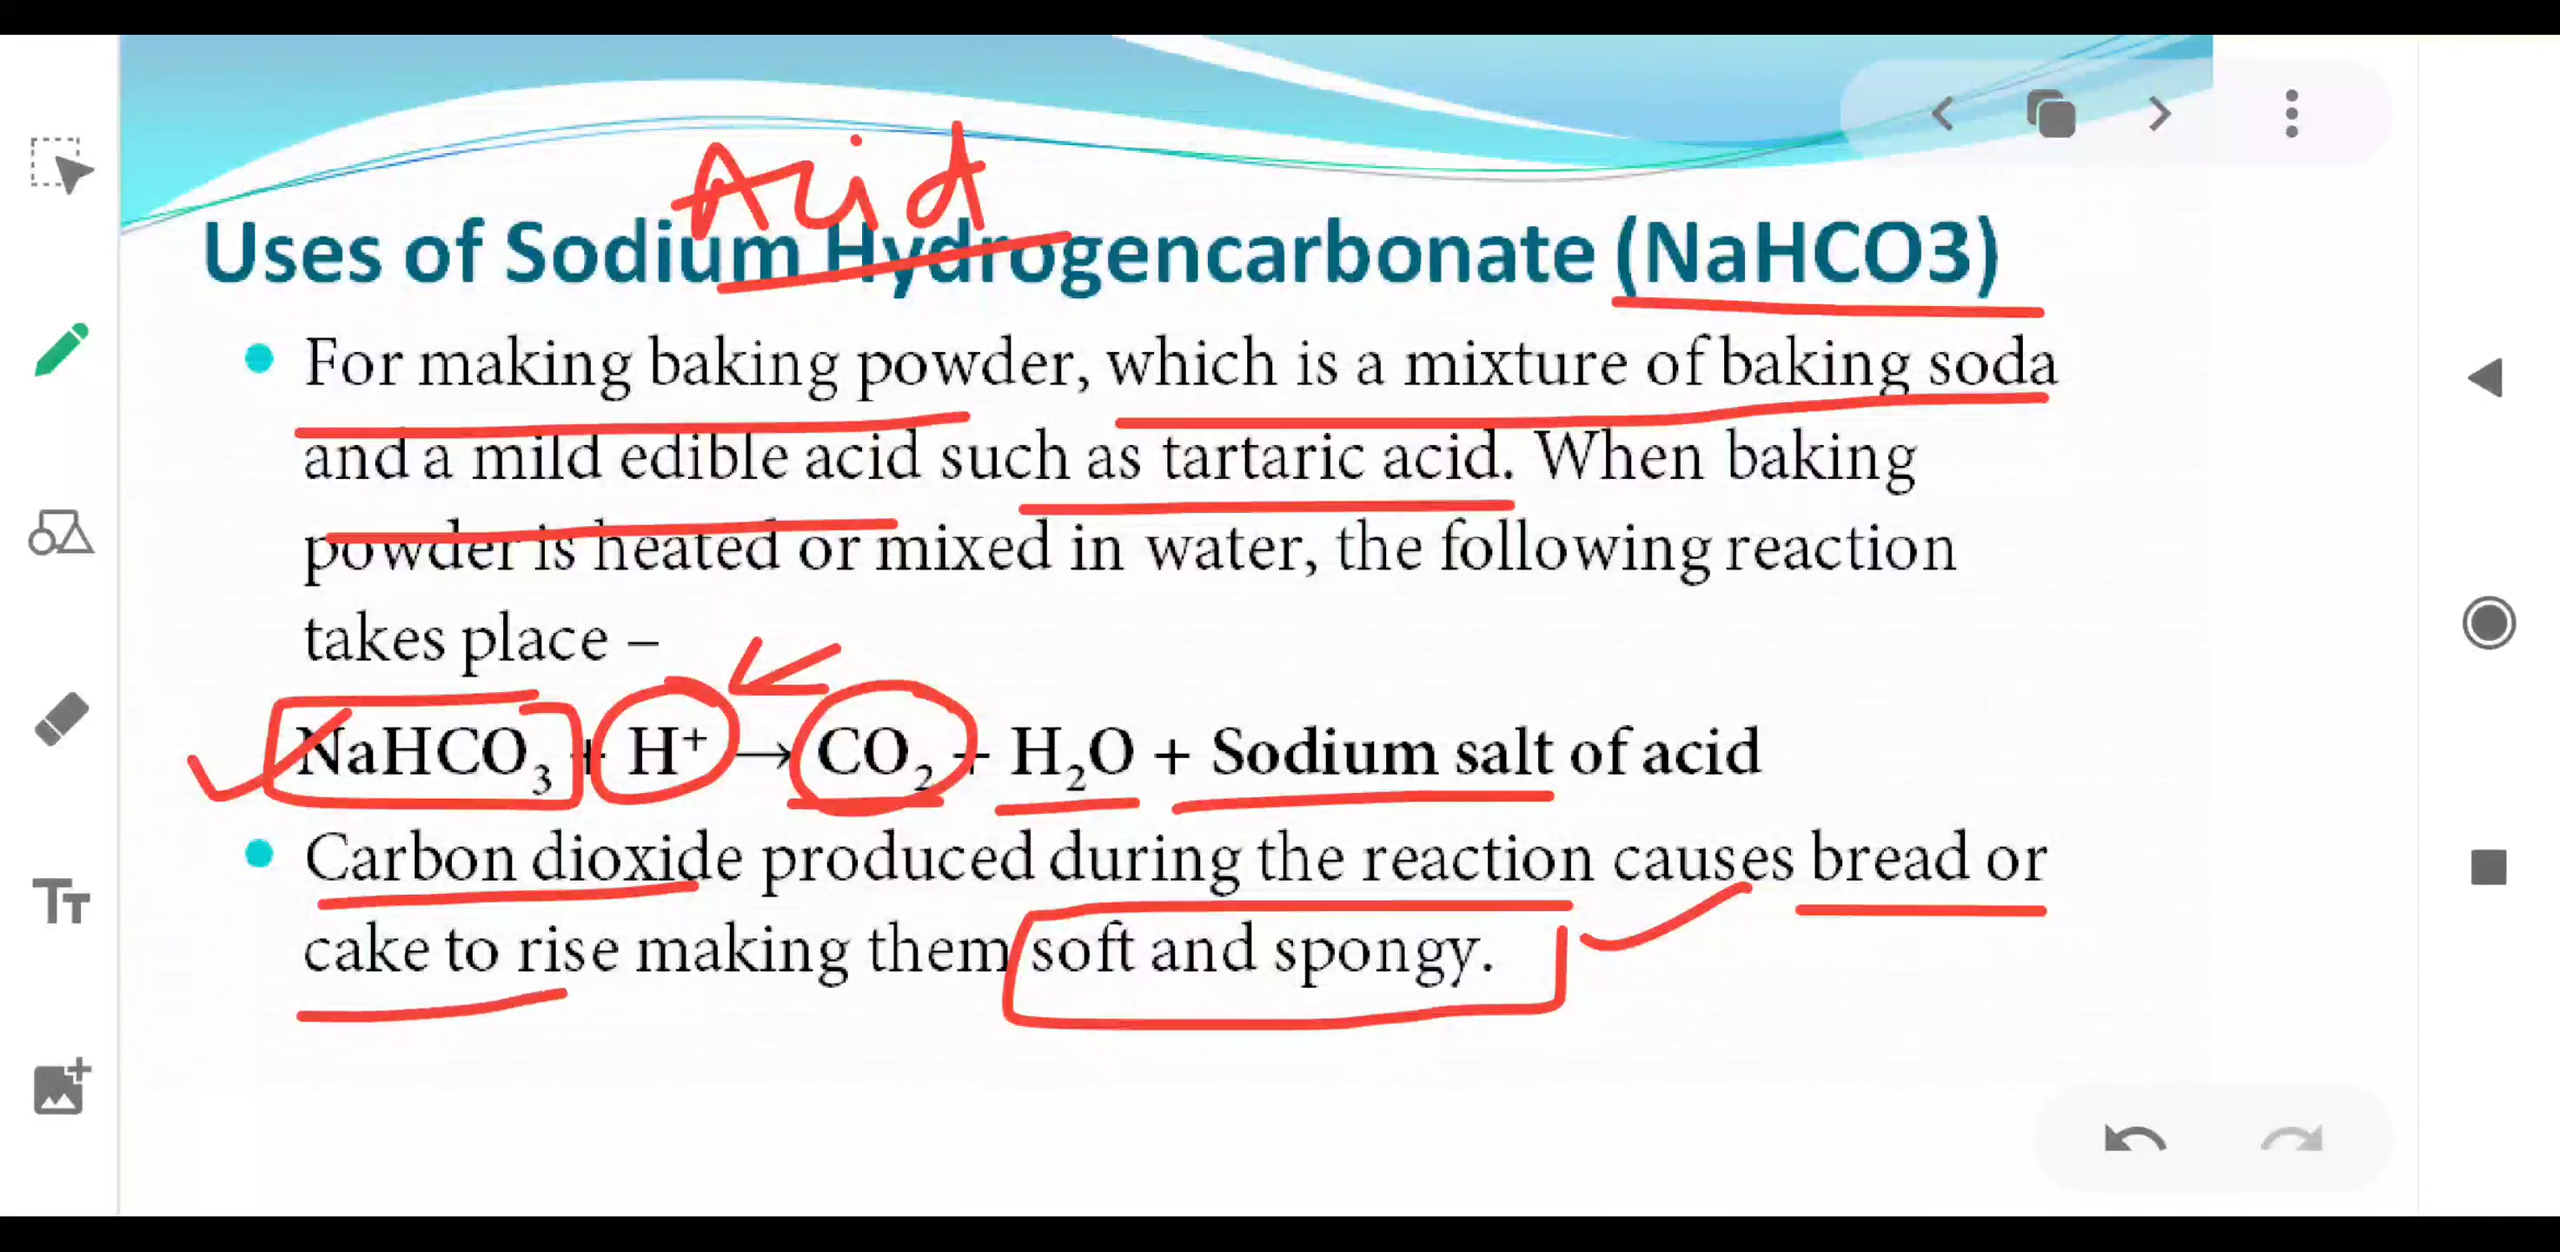 Acid
Uses of Sodium Hydrogencarbonate (NaHCO3)
For making baking powder, which is a mixture of baking soda
and a mild edible acid such as tartaric acid. When baking
powder is heated or mixed in water, the following reaction
takes place –
NaHCO₃ + H⁺ → CO₂ + H₂O + Sodium salt of acid
Carbon dioxide produced during the reaction causes bread or
cake to rise making them soft and spongy.